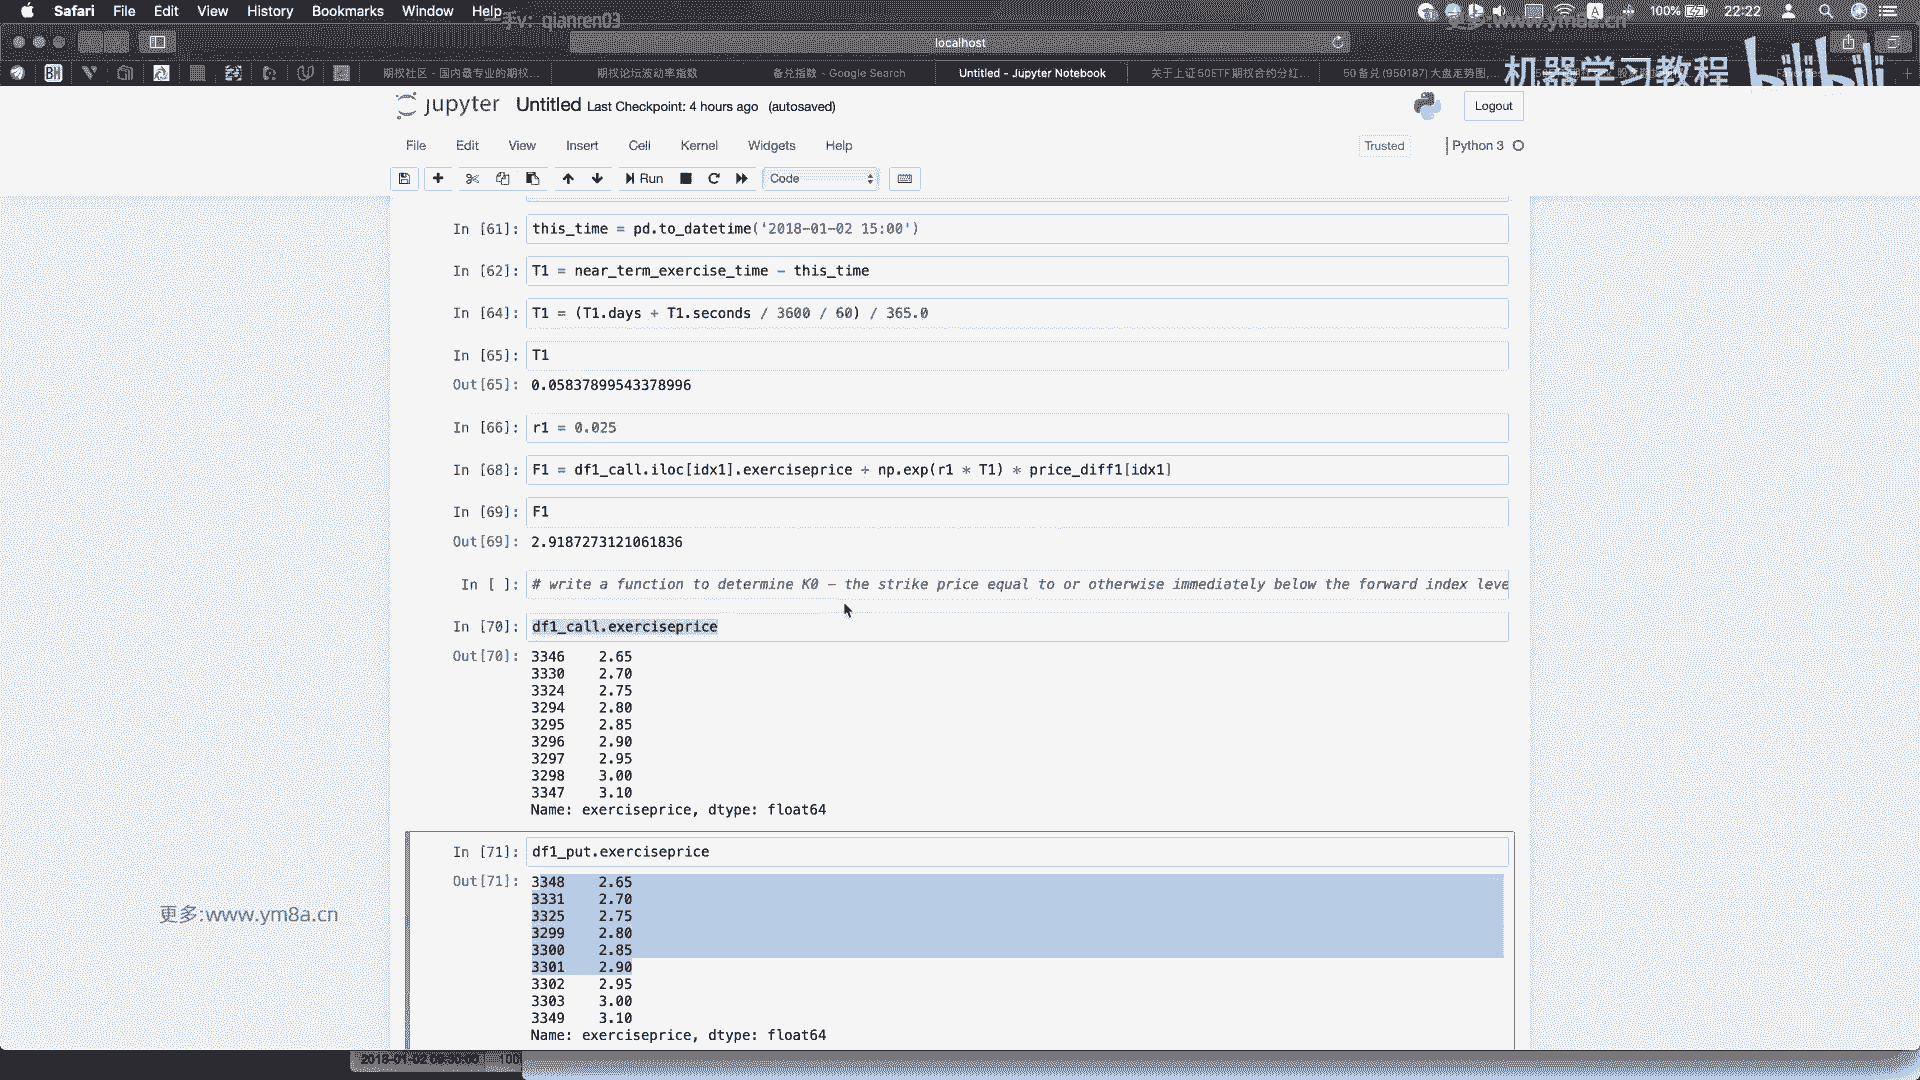 Safari File Edit View History Bookmarks Window Help 100% 22:22
一手v: qianren03
更多:www.ym8a.cn
localhost
期权社区 - 国内最专业的期权... 期权论坛波动率指数 备兑指数 - Google Search Untitled - Jupyter Notebook 关于上证50ETF期权合约分红... 50备兑(950187)大盘走势图,...
机器学习教程 bilibili
jupyter Untitled Last Checkpoint: 4 hours ago (autosaved) Logout
File Edit View Insert Cell Kernel Widgets Help Trusted Python 3
Run Code
In [61]: this_time = pd.to_datetime('2018-01-02 15:00')
In [62]: T1 = near_term_exercise_time - this_time
In [64]: T1 = (T1.days + T1.seconds / 3600 / 60) / 365.0
In [65]: T1
Out[65]: 0.05837899543378996
In [66]: r1 = 0.025
In [68]: F1 = df1_call.iloc[idx1].exerciseprice + np.exp(r1 * T1) * price_diff1[idx1]
In [69]: F1
Out[69]: 2.9187273121061836
In [ ]: # write a function to determine K0 – the strike price equal to or otherwise immediately below the forward index leve
In [70]: df1_call.exerciseprice
Out[70]: 3346 2.65
3330 2.70
3324 2.75
3294 2.80
3295 2.85
3296 2.90
3297 2.95
3298 3.00
3347 3.10
Name: exerciseprice, dtype: float64
In [71]: df1_put.exerciseprice
Out[71]: 3348 2.65
3331 2.70
3325 2.75
3299 2.80
3300 2.85
3301 2.90
3302 2.95
3303 3.00
3349 3.10
Name: exerciseprice, dtype: float64
更多:www.ym8a.cn